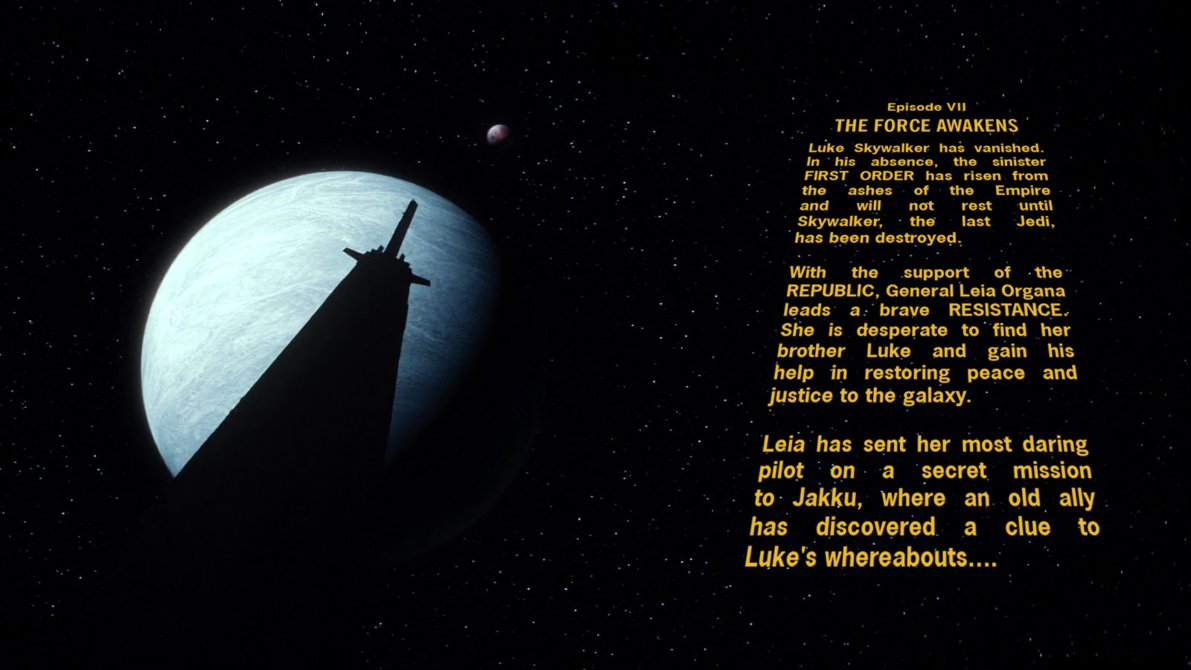 Episode VII
THE FORCE AWAKENS
Luke Skywalker has vanished.
In his absence, the sinister
FIRST ORDER has risen from
the ashes of the Empire
and will not rest until
Skywalker, the last Jedi,
has been destroyed.
With the support of the
REPUBLIC, General Leia Organa
leads a brave RESISTANCE.
She is desperate to find her
brother Luke and gain his
help in restoring peace and
justice to the galaxy.
Leia has sent her most daring
pilot on a secret mission
to Jakku, where an old ally
has discovered a clue to
Luke's whereabouts....